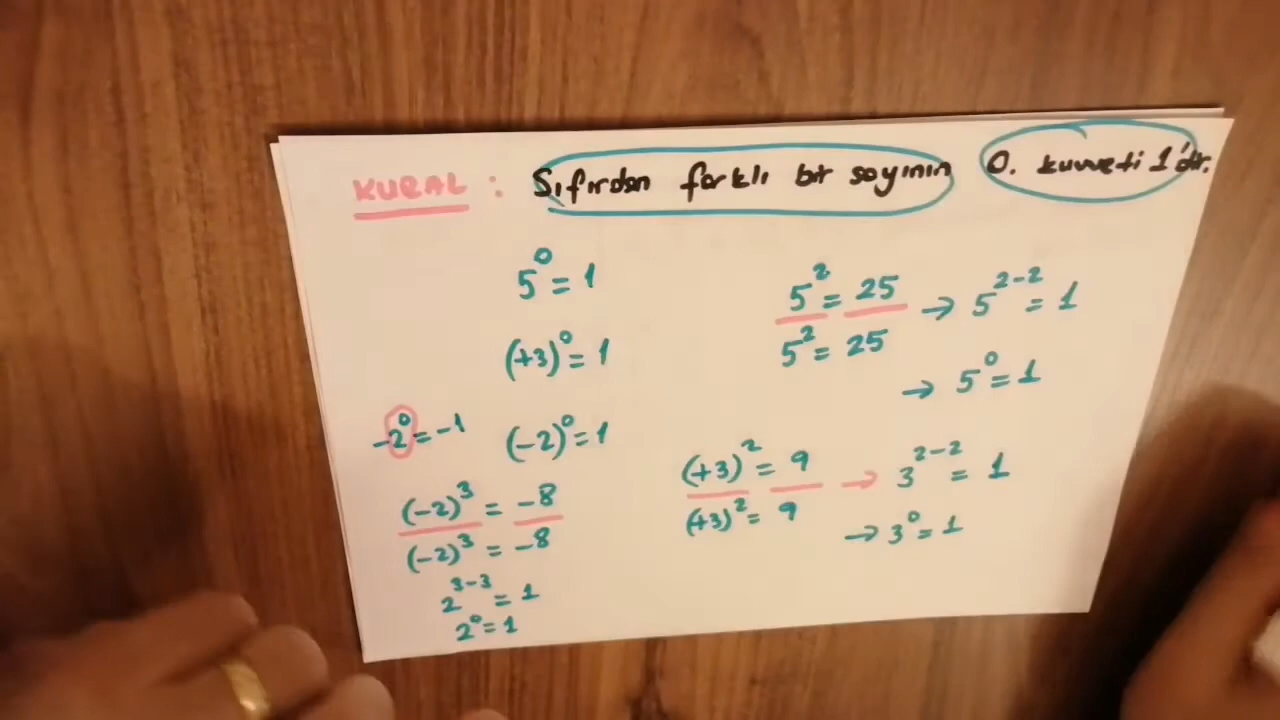 KURAL : Sıfırdan farklı bir sayının 0. kuvveti 1'dir.
5⁰ = 1
(+3)⁰ = 1
-2⁰ = -1
(-2)⁰ = 1
(-2)³ = -8
(-2)³ = -8
2³⁻³ = 1
2⁰ = 1
5² = 25 → 5²⁻² = 1
5² = 25
→ 5⁰ = 1
(+3)² = 9 → 3²⁻² = 1
(+3)² = 9
→ 3⁰ = 1